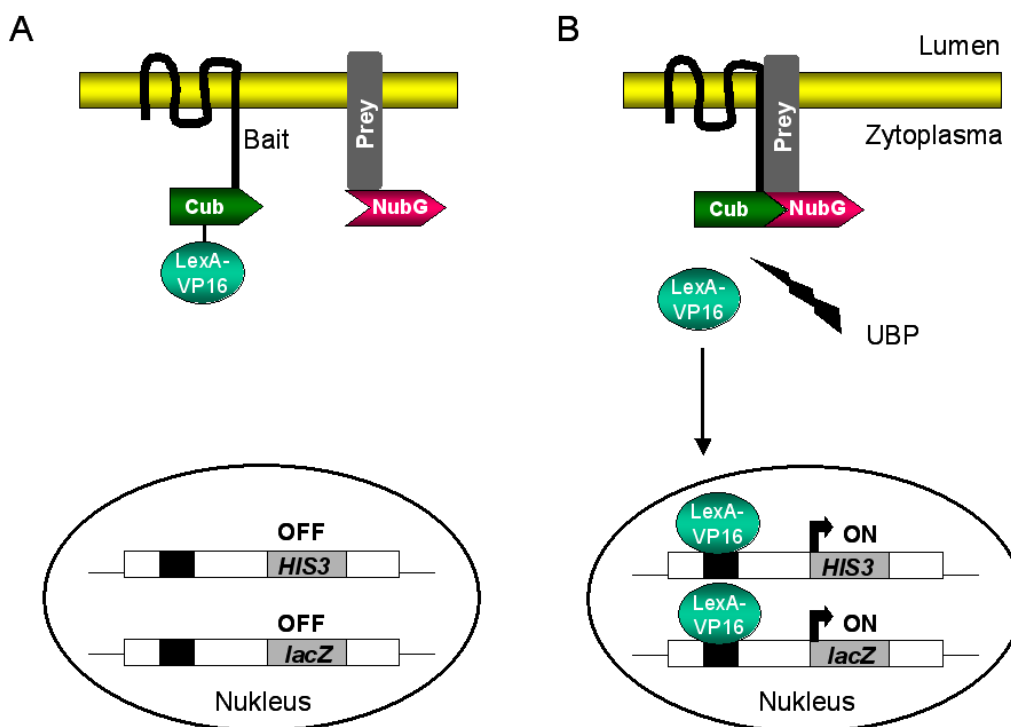 A
Bait
Prey
Cub
NubG
LexA-
VP16
OFF
HIS3
OFF
lacZ
Nukleus
B
Lumen
Zytoplasma
Prey
Cub
NubG
LexA-
VP16
UBP
LexA-
VP16
ON
HIS3
LexA-
VP16
ON
lacZ
Nukleus